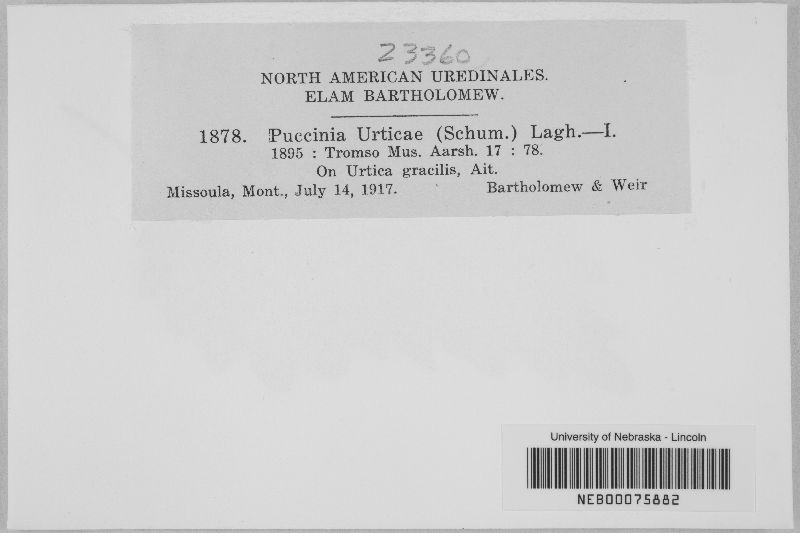 23360
NORTH AMERICAN UREDINALES.
ELAM BARTHOLOMEW.
1878. Puccinia Urticae (Schum.) Lagh.—I.
1895 : Tromso Mus. Aarsh. 17 : 78.
On Urtica gracilis, Ait.
Missoula, Mont., July 14, 1917. Bartholomew & Weir
University of Nebraska - Lincoln
NEB00075882